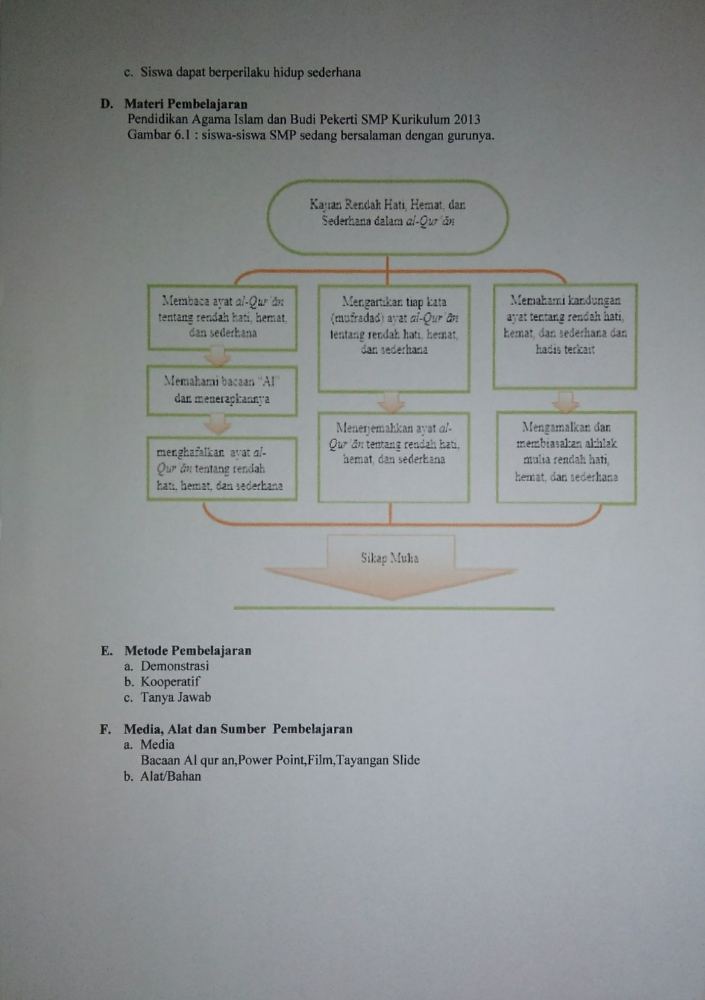 c. Siswa dapat berperilaku hidup sederhana
D. Materi Pembelajaran
Pendidikan Agama Islam dan Budi Pekerti SMP Kurikulum 2013
Gambar 6.1 : siswa-siswa SMP sedang bersalaman dengan gurunya.
Kajian Rendah Hati, Hemat, dan
Sederhana dalam al-Qur'ān
Membaca ayat al-Qur'ān
tentang rendah hati, hemat,
dan sederhana
Memahami bacaan "Al"
dan menerapkannya
menghafalkan ayat al-
Qur'ān tentang rendah
hati, hemat, dan sederhana
Mengartikan tiap kata
(mufradad) ayat al-Qur'ān
tentang rendah hati, hemat,
dan sederhana
Menerjemahkan ayat al-
Qur'ān tentang rendah hati,
hemat, dan sederhana
Memahami kandungan
ayat tentang rendah hati,
hemat, dan sederhana dan
hadis terkait
Mengamalkan dan
membiasakan akhlak
mulia rendah hati,
hemat, dan sederhana
Sikap Mulia
E. Metode Pembelajaran
a. Demonstrasi
b. Kooperatif
c. Tanya Jawab
F. Media, Alat dan Sumber Pembelajaran
a. Media
Bacaan Al qur an,Power Point,Film,Tayangan Slide
b. Alat/Bahan